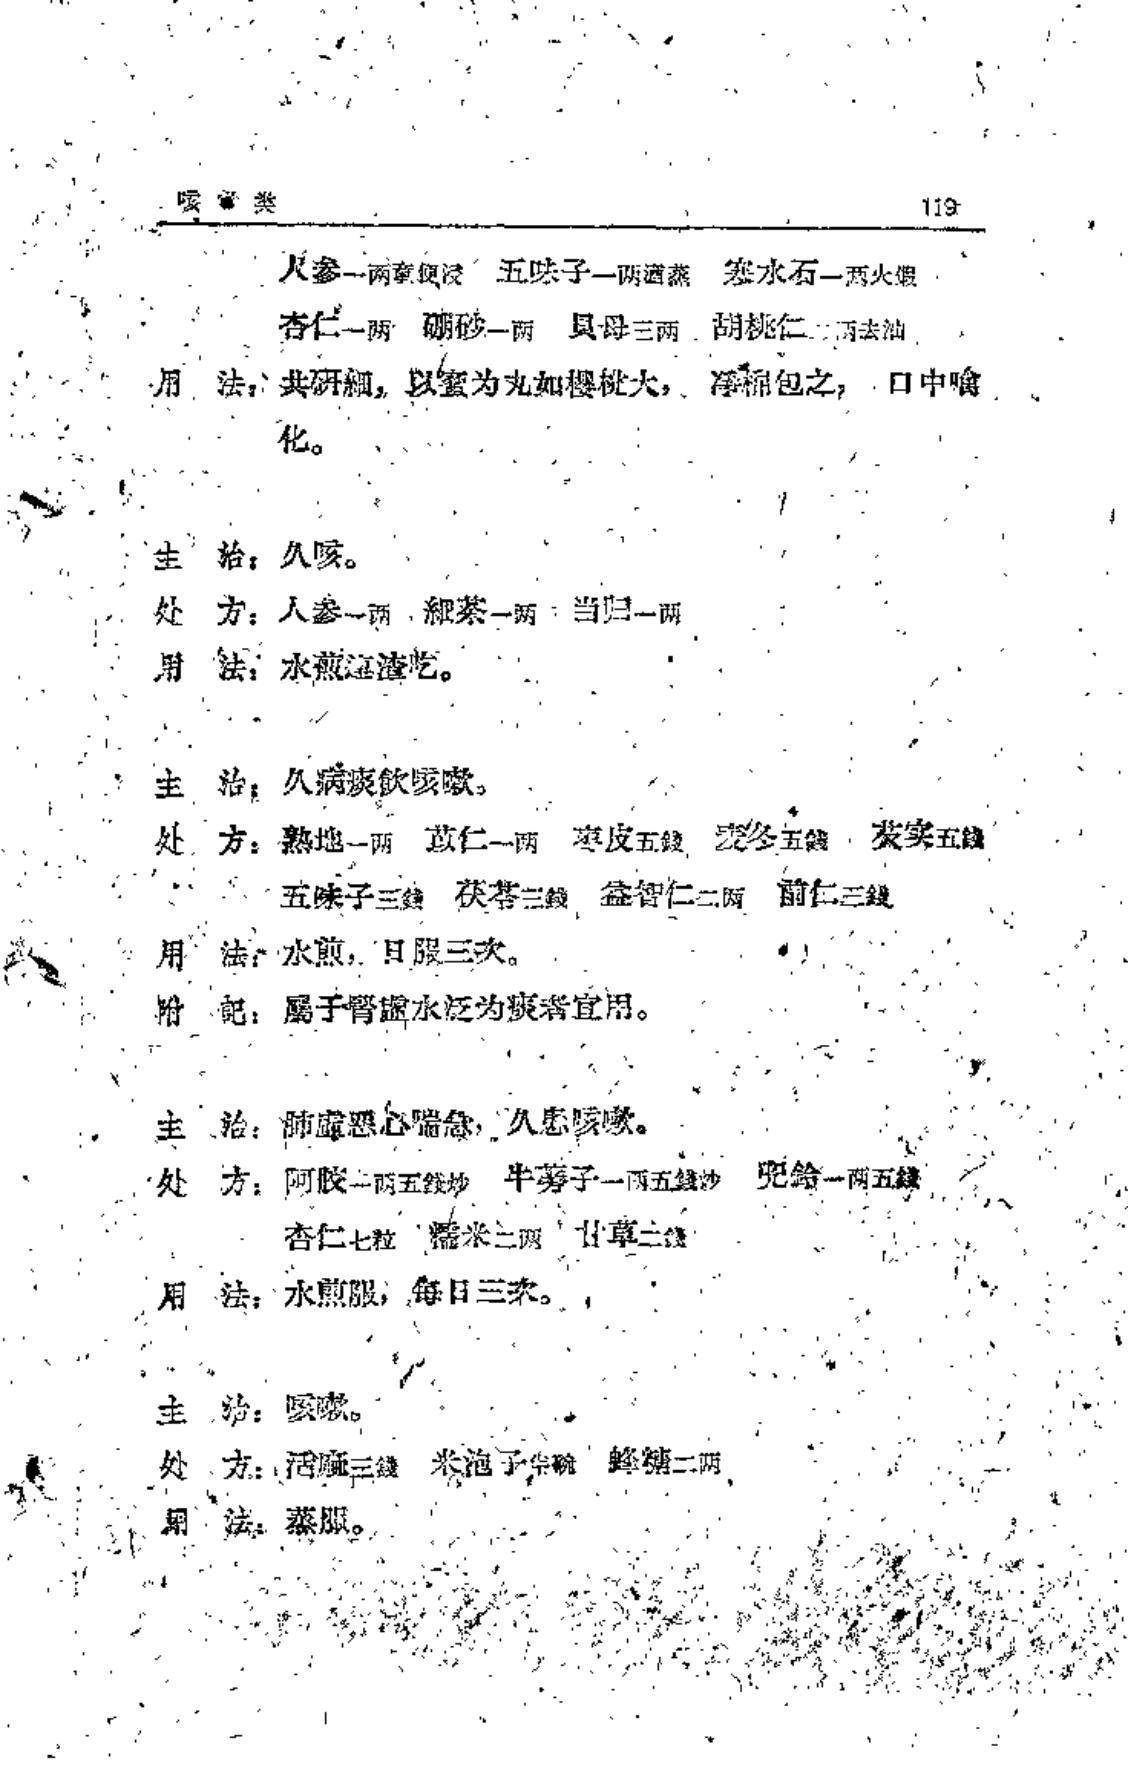 咳 类 119
人参一两童便浸 五味子一两酒蒸 寒水石一两火煅
杏仁一两 硼砂一两 貝母三两 胡桃仁 两去油
用 法：共研細，以蜜为丸如櫻桃大，淨棉包之，口中噙
化。
主 治：久咳。
处 方：人参一两 細茶一两 当归一两
用 法：水煎連渣吃。
主 治：久病痰飲咳嗽。
处 方：熟地一两 苡仁一两 枣皮五錢 麦冬五錢 芡实五錢
五味子三錢 茯苓三錢 益智仁二两 前仁三錢
用 法：水煎，日服三次。
附 記：屬于腎虛水泛为痰者宜用。
主 治：肺虛恶心喘急，久患咳嗽。
处 方：阿胶一两五錢炒 牛蒡子一两五錢炒 兜鈴一两五錢
杏仁七粒 糯米二两 甘草二錢
用 法：水煎服，每日三次。
主 治：咳嗽。
处 方：活麻三錢 米泡子半碗 蜂糖二两
用 法：蒸服。